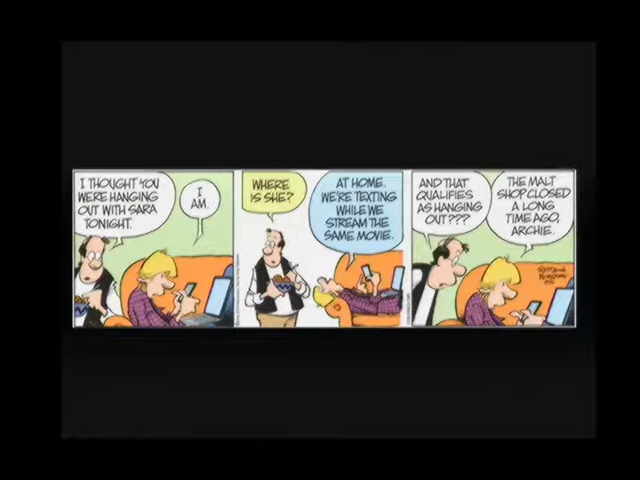 I THOUGHT YOU
WERE HANGING
OUT WITH SARA
TONIGHT.
I
AM.
WHERE
IS SHE?
AT HOME.
WE'RE TEXTING
WHILE WE
STREAM THE
SAME MOVIE.
AND THAT
QUALIFIES
AS HANGING
OUT???
THE MALT
SHOP CLOSED
A LONG
TIME AGO,
ARCHIE.